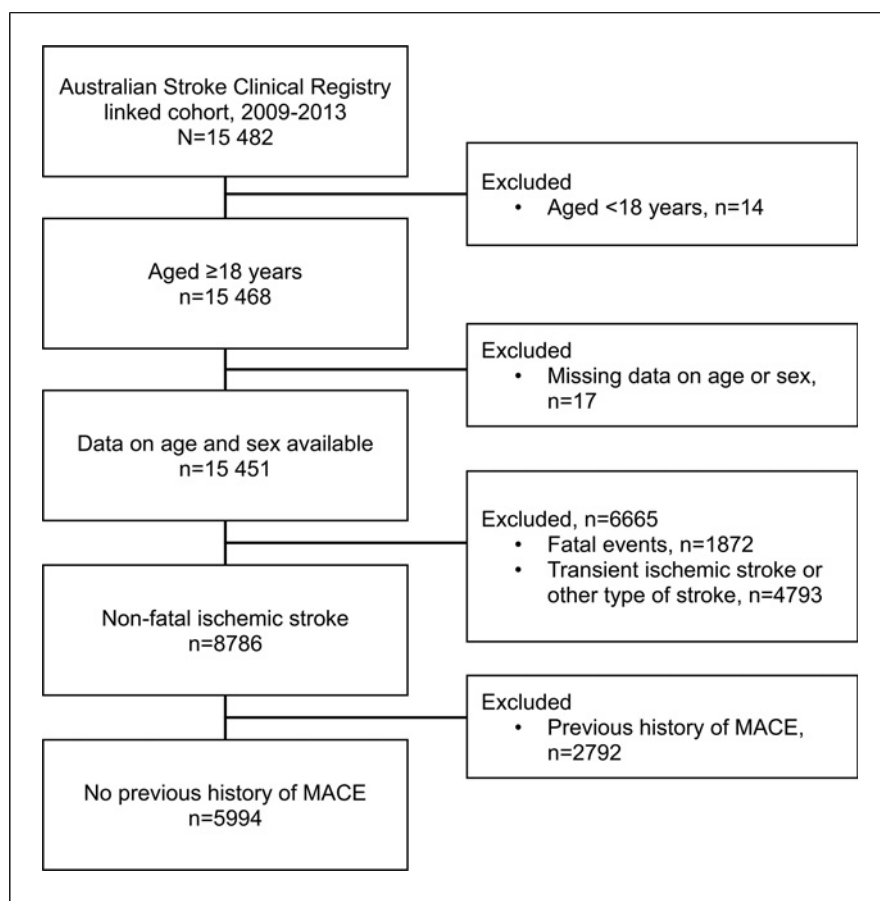 Australian Stroke Clinical Registry
linked cohort, 2009-2013
N=15 482
Excluded
• Aged <18 years, n=14
Aged ≥18 years
n=15 468
Excluded
• Missing data on age or sex,
n=17
Data on age and sex available
n=15 451
Excluded, n=6665
• Fatal events, n=1872
• Transient ischemic stroke or
other type of stroke, n=4793
Non-fatal ischemic stroke
n=8786
Excluded
• Previous history of MACE,
n=2792
No previous history of MACE
n=5994